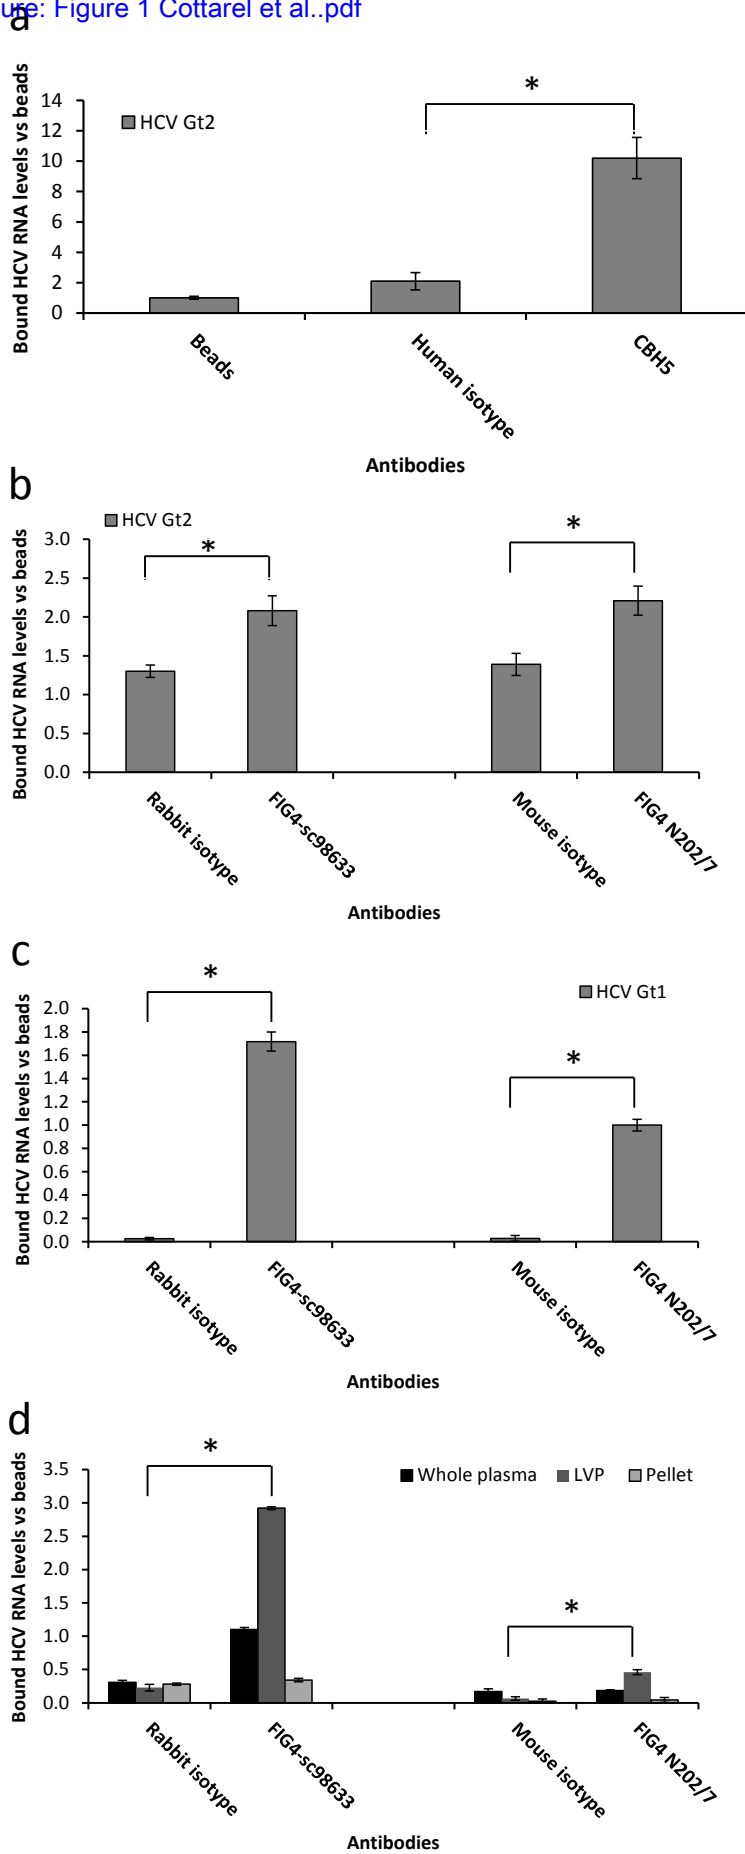 ure: Figure 1 Cottarel et al..pdf
a
*
HCV Gt2
Bound HCV RNA levels vs beads
14
12
10
8
6
4
2
0
Beads
Human isotype
CBH5
Antibodies
b
HCV Gt2
*
*
Bound HCV RNA levels vs beads
3.0
2.5
2.0
1.5
1.0
0.5
0.0
Rabbit isotype
FIG4-sc98633
Mouse isotype
FIG4 N202/7
Antibodies
c
*
HCV Gt1
*
Bound HCV RNA levels vs beads
2.0
1.8
1.6
1.4
1.2
1.0
0.8
0.6
0.4
0.2
0.0
Rabbit isotype
FIG4-sc98633
Mouse isotype
FIG4 N202/7
Antibodies
d
*
Whole plasma LVP Pellet
*
Bound HCV RNA levels vs beads
3.5
3.0
2.5
2.0
1.5
1.0
0.5
0.0
Rabbit isotype
FIG4-sc98633
Mouse isotype
FIG4 N202/7
Antibodies